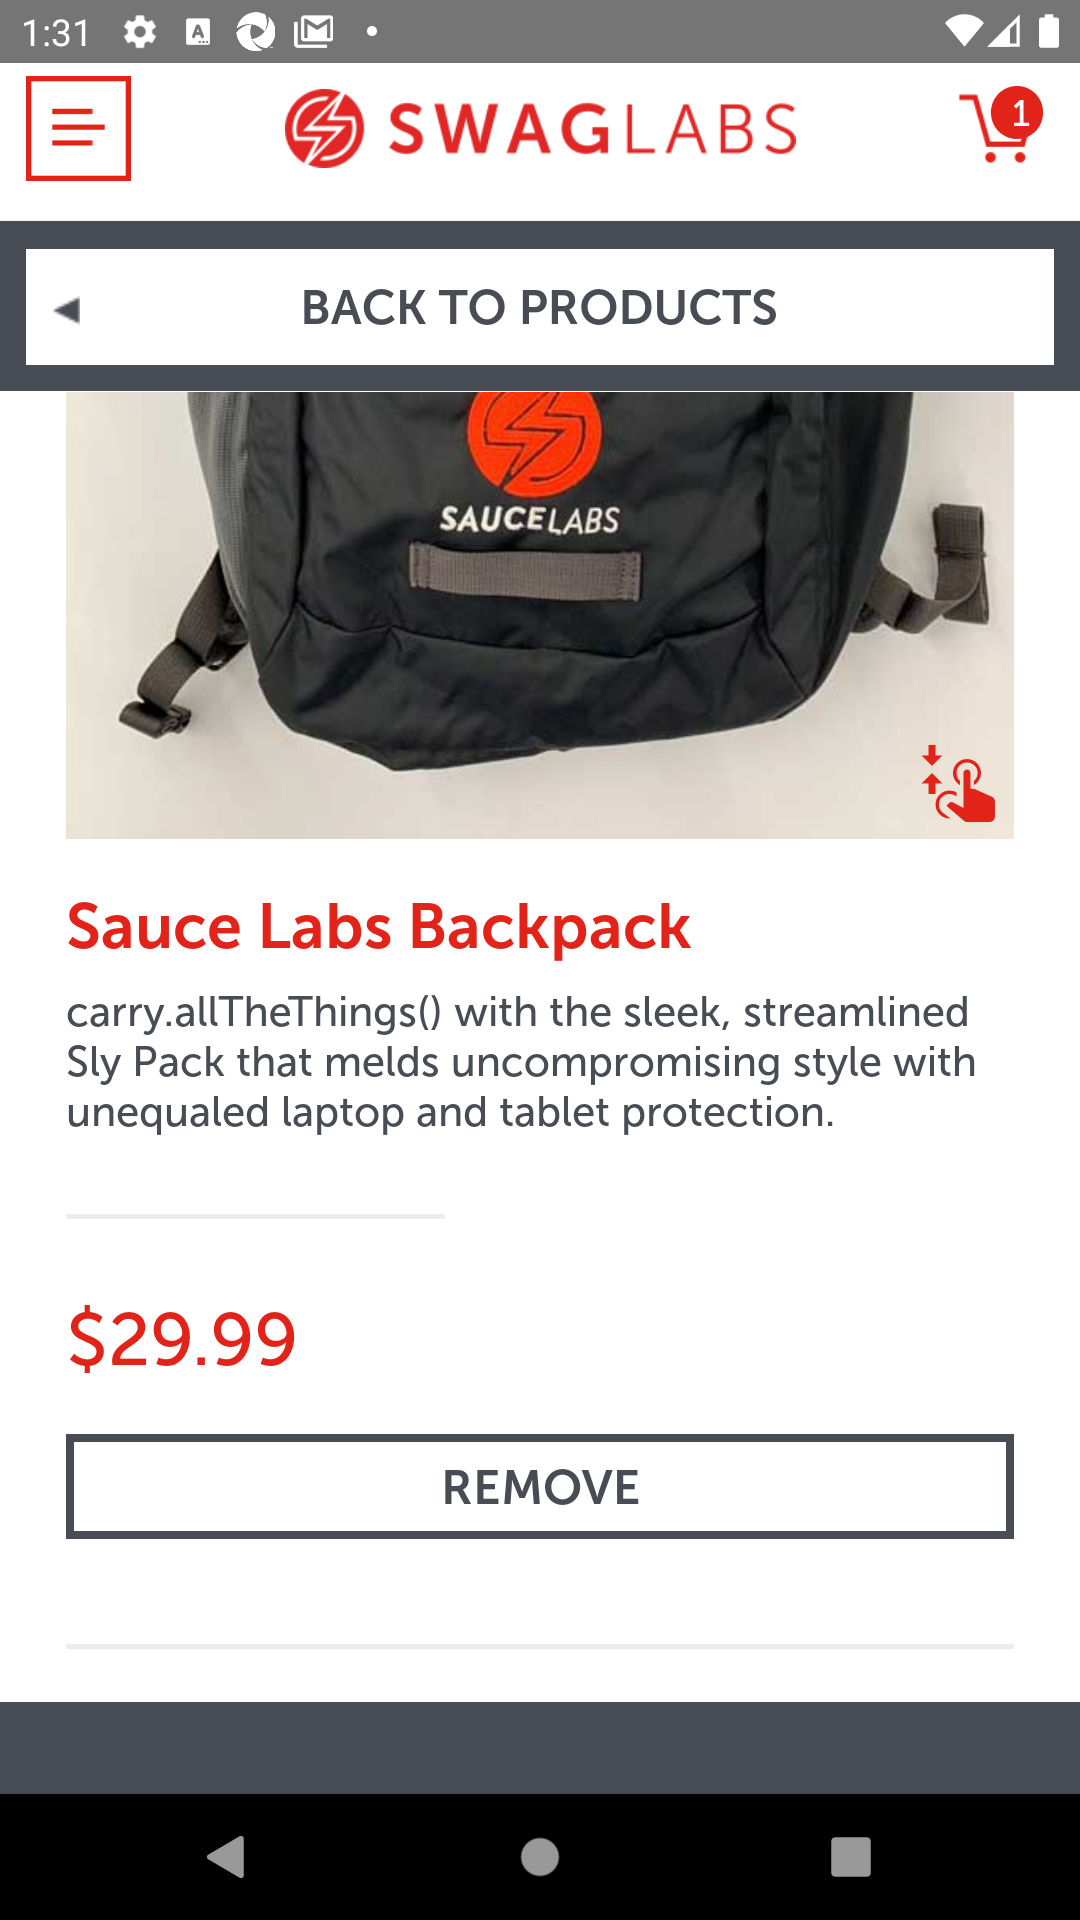 1:31
SWAGLABS
1
BACK TO PRODUCTS
SAUCELABS
Sauce Labs Backpack
carry.allTheThings() with the sleek, streamlined
Sly Pack that melds uncompromising style with
unequaled laptop and tablet protection.
$29.99
REMOVE